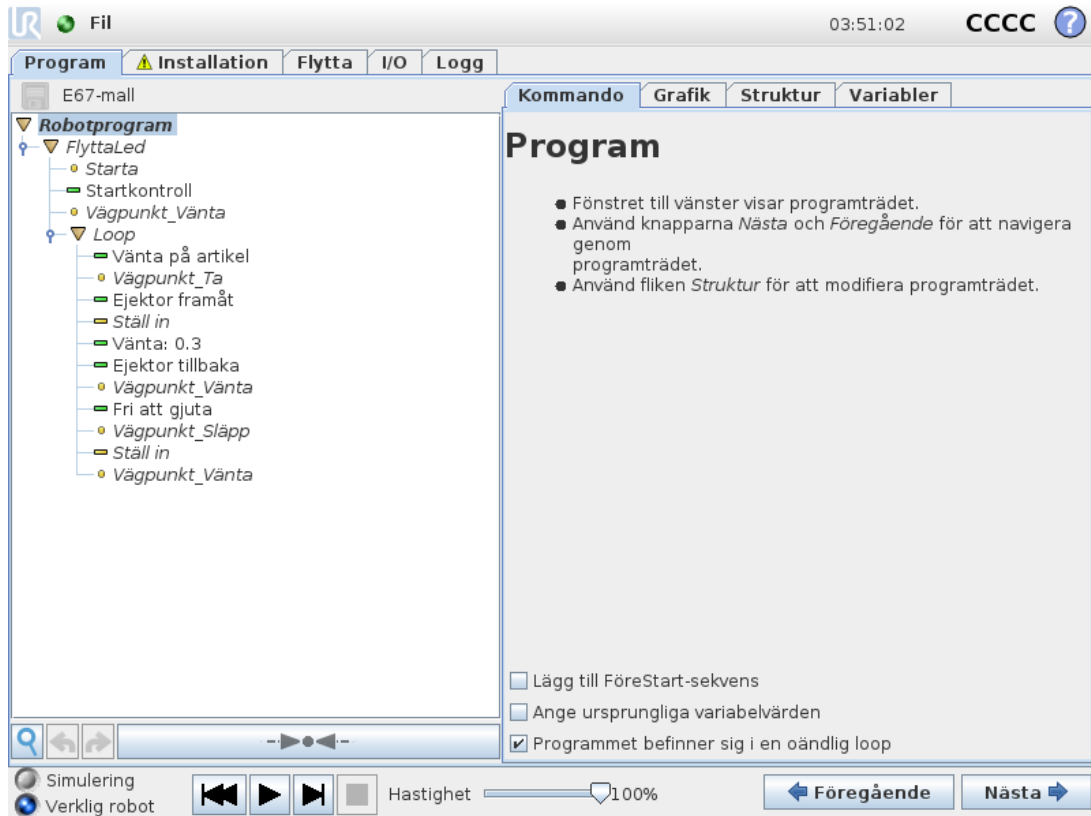 UR Fil 03:51:02 CCCC ?
Program Installation Flytta I/O Logg
E67-mall
Robotprogram
FlyttaLed
Starta
Startkontroll
Vägpunkt_Vänta
Loop
Vänta på artikel
Vägpunkt_Ta
Ejektor framåt
Ställ in
Vänta: 0.3
Ejektor tillbaka
Vägpunkt_Vänta
Fri att gjuta
Vägpunkt_Släpp
Ställ in
Vägpunkt_Vänta
Kommando Grafik Struktur Variabler
Program
Fönstret till vänster visar programträdet.
Använd knapparna Nästa och Föregående för att navigera
genom
programträdet.
Använd fliken Struktur för att modifiera programträdet.
Lägg till FöreStart-sekvens
Ange ursprungliga variabelvärden
Programmet befinner sig i en oändlig loop
Simulering
Verklig robot
Hastighet 100%
Föregående Nästa